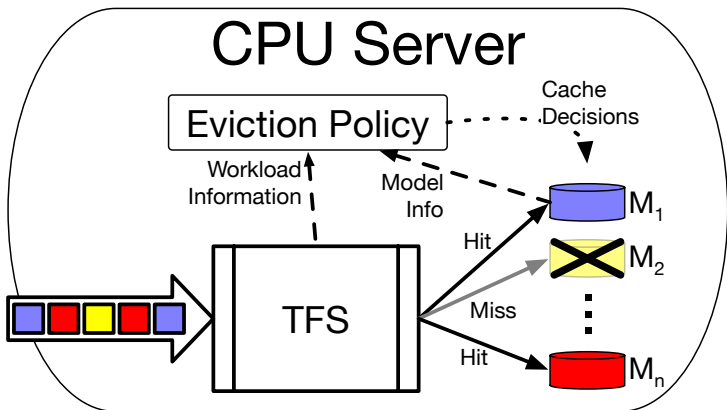 CPU Server
Cache
Decisions
Eviction Policy
Workload
Information
Model
Info
M1
Hit
M2
TFS
Miss
Hit
Mn